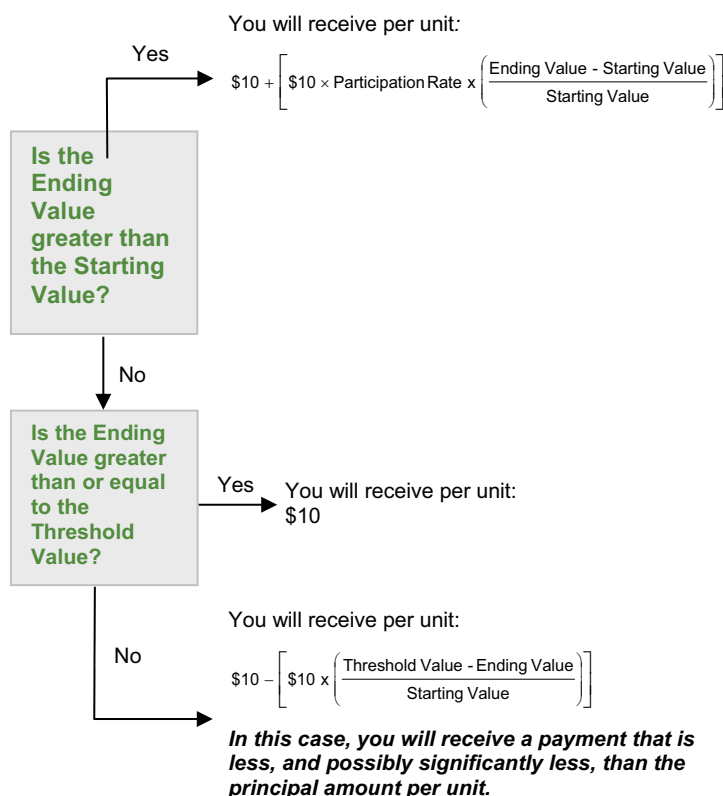 You will receive per unit:
Yes
$10 + [ $10 × Participation Rate x ( Ending Value - Starting Value / Starting Value ) ]
Is the
Ending
Value
greater than
the Starting
Value?
No
Is the Ending
Value greater
than or equal
to the
Threshold
Value?
Yes
You will receive per unit:
$10
You will receive per unit:
No
$10 – [ $10 x ( Threshold Value - Ending Value / Starting Value ) ]
In this case, you will receive a payment that is
less, and possibly significantly less, than the
principal amount per unit.